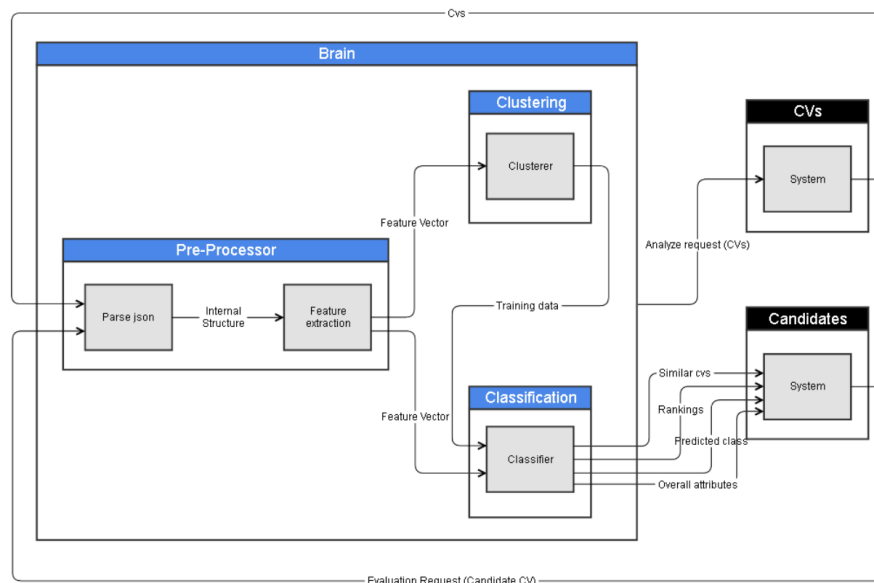 Cvs
Brain
Clustering
CVs
Clusterer
System
Feature Vector
Pre-Processor
Analyze request (CVs)
Parse json
Internal
Structure
Feature
extraction
Training data
Candidates
Similar cvs
System
Classification
Rankings
Feature Vector
Predicted class
Classifier
Overall attributes
Evaluation Request (Candidate CV)